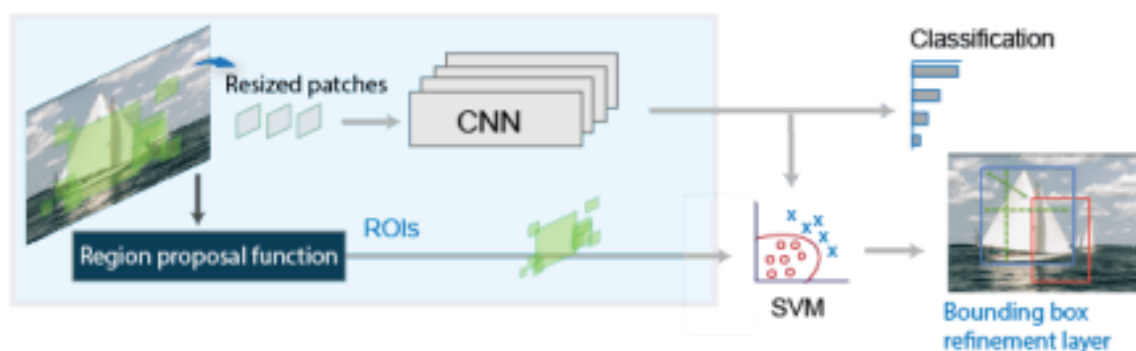 Classification
Resized patches
CNN
ROIs
Region proposal function
SVM
Bounding box
refinement layer